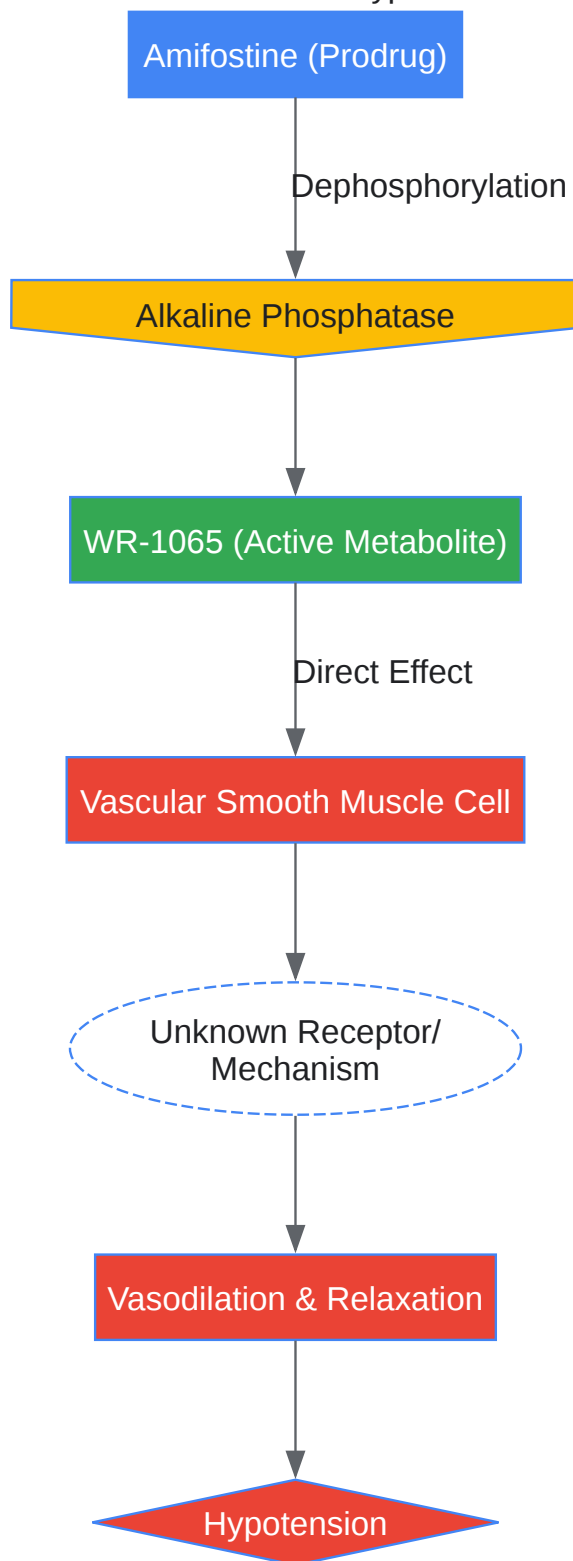 Amifostine (Prodrug)
Dephosphorylation
Alkaline Phosphatase
WR-1065 (Active Metabolite)
Direct Effect
Vascular Smooth Muscle Cell
Unknown Receptor/
Mechanism
Vasodilation & Relaxation
Hypotension